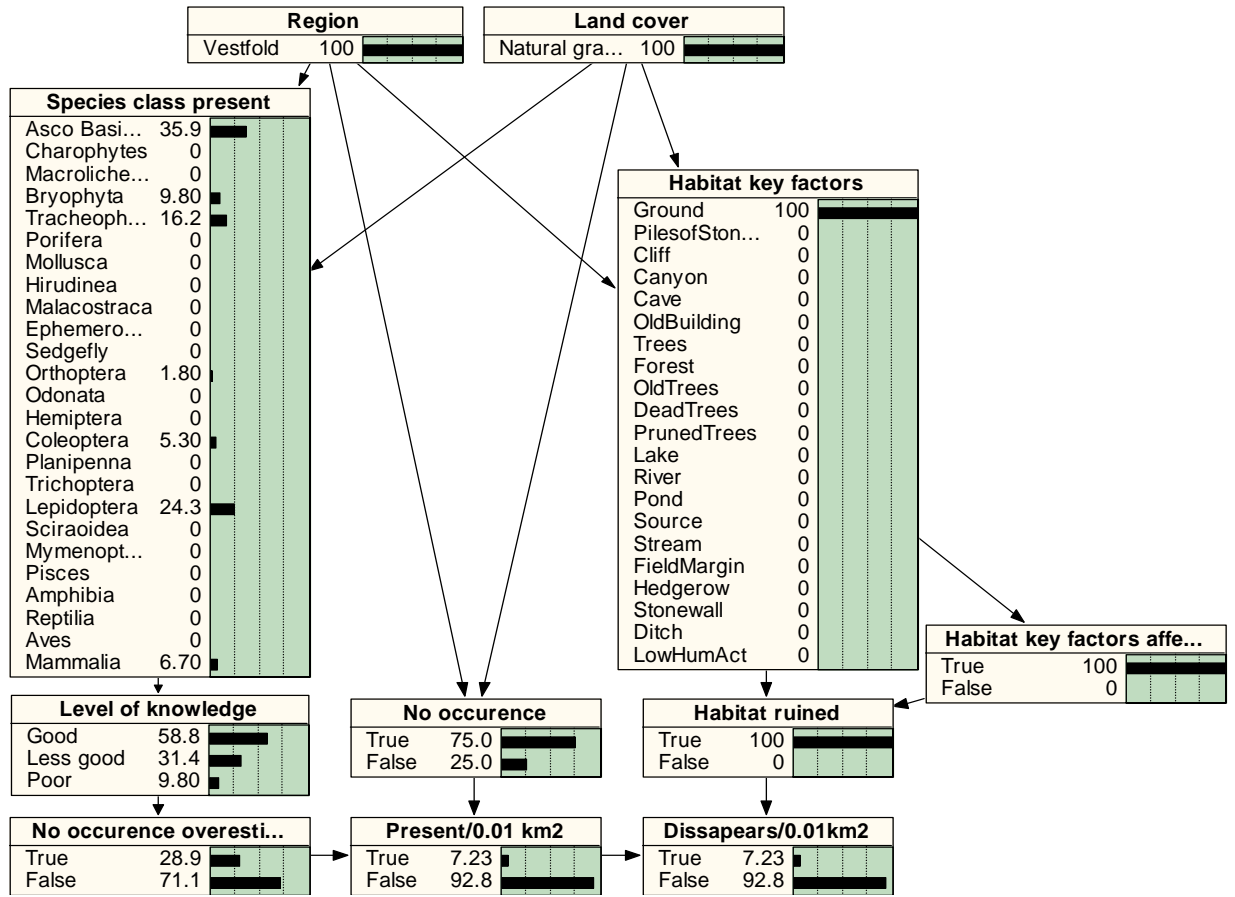 Region
Vestfold 100
Land cover
Natural gra... 100
Species class present
Asco Basi... 35.9
Charophytes 0
Macroliche... 0
Bryophyta 9.80
Tracheoph... 16.2
Porifera 0
Mollusca 0
Hirudinea 0
Malacostraca 0
Ephemero... 0
Sedgefly 0
Orthoptera 1.80
Odonata 0
Hemiptera 0
Coleoptera 5.30
Planipenna 0
Trichoptera 0
Lepidoptera 24.3
Sciraoidea 0
Mymenopt... 0
Pisces 0
Amphibia 0
Reptilia 0
Aves 0
Mammalia 6.70
Habitat key factors
Ground 100
PilesofSton... 0
Cliff 0
Canyon 0
Cave 0
OldBuilding 0
Trees 0
Forest 0
OldTrees 0
DeadTrees 0
PrunedTrees 0
Lake 0
River 0
Pond 0
Source 0
Stream 0
FieldMargin 0
Hedgerow 0
Stonewall 0
Ditch 0
LowHumAct 0
Habitat key factors affe...
True 100
False 0
Level of knowledge
Good 58.8
Less good 31.4
Poor 9.80
No occurence
True 75.0
False 25.0
Habitat ruined
True 100
False 0
No occurence overesti...
True 28.9
False 71.1
Present/0.01 km2
True 7.23
False 92.8
Dissapears/0.01km2
True 7.23
False 92.8